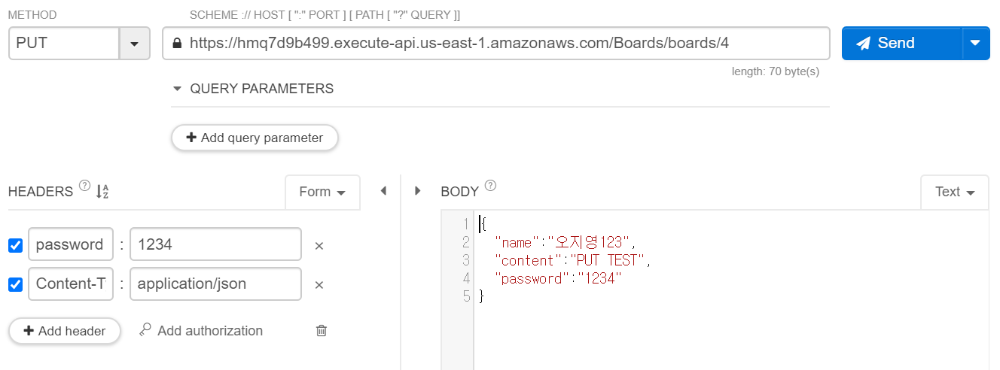 METHOD
SCHEME :// HOST [ ":" PORT ] [ PATH [ "?" QUERY ]]
PUT
https://hmq7d9b499.execute-api.us-east-1.amazonaws.com/Boards/boards/4
Send
length: 70 byte(s)
QUERY PARAMETERS
+ Add query parameter
HEADERS ? A Z
Form
BODY ?
Text
password : 1234 ×
Content-T : application/json ×
+ Add header
Add authorization
1 {
2 "name":"오지영123",
3 "content":"PUT TEST",
4 "password":"1234"
5 }